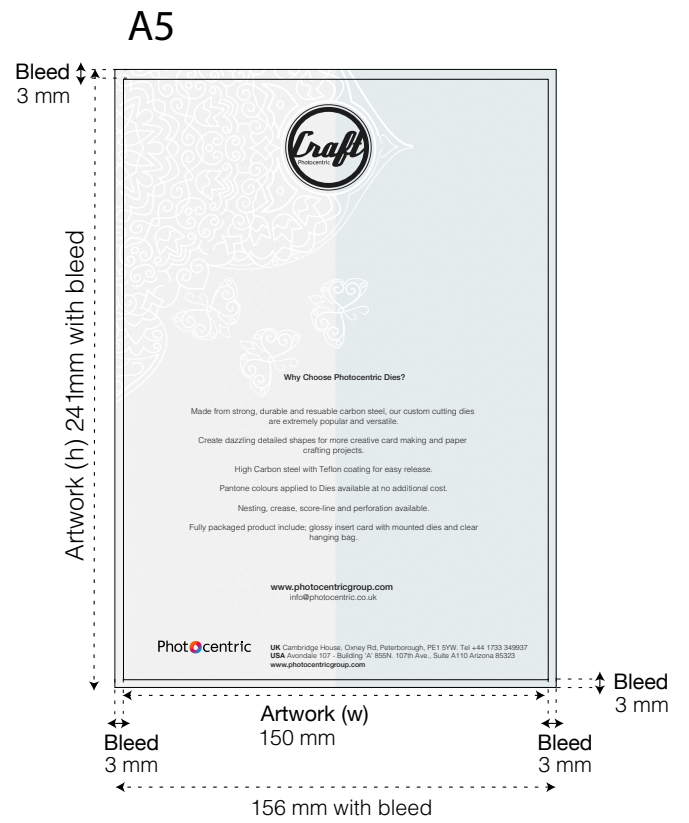 A5
Bleed
3 mm
Artwork (h) 241mm with bleed
Craft
Photocentric
Why Choose Photocentric Dies?
Made from strong, durable and resuable carbon steel, our custom cutting dies
are extremely popular and versatile.
Create dazzling detailed shapes for more creative card making and paper
crafting projects.
High Carbon steel with Teflon coating for easy release.
Pantone colours applied to Dies available at no additional cost.
Nesting, crease, score-line and perforation available.
Fully packaged product include; glossy insert card with mounted dies and clear
hanging bag.
www.photocentricgroup.com
info@photocentric.co.uk
Photocentric
UK Cambridge House, Oxney Rd, Peterborough, PE1 5YW. Tel +44 1733 349937
USA Avondale 107 - Building ‘A’ 855N. 107th Ave., Suite A110 Arizona 85323
www.photocentricgroup.com
Bleed
3 mm
Artwork (w)
150 mm
Bleed
3 mm
Bleed
3 mm
156 mm with bleed